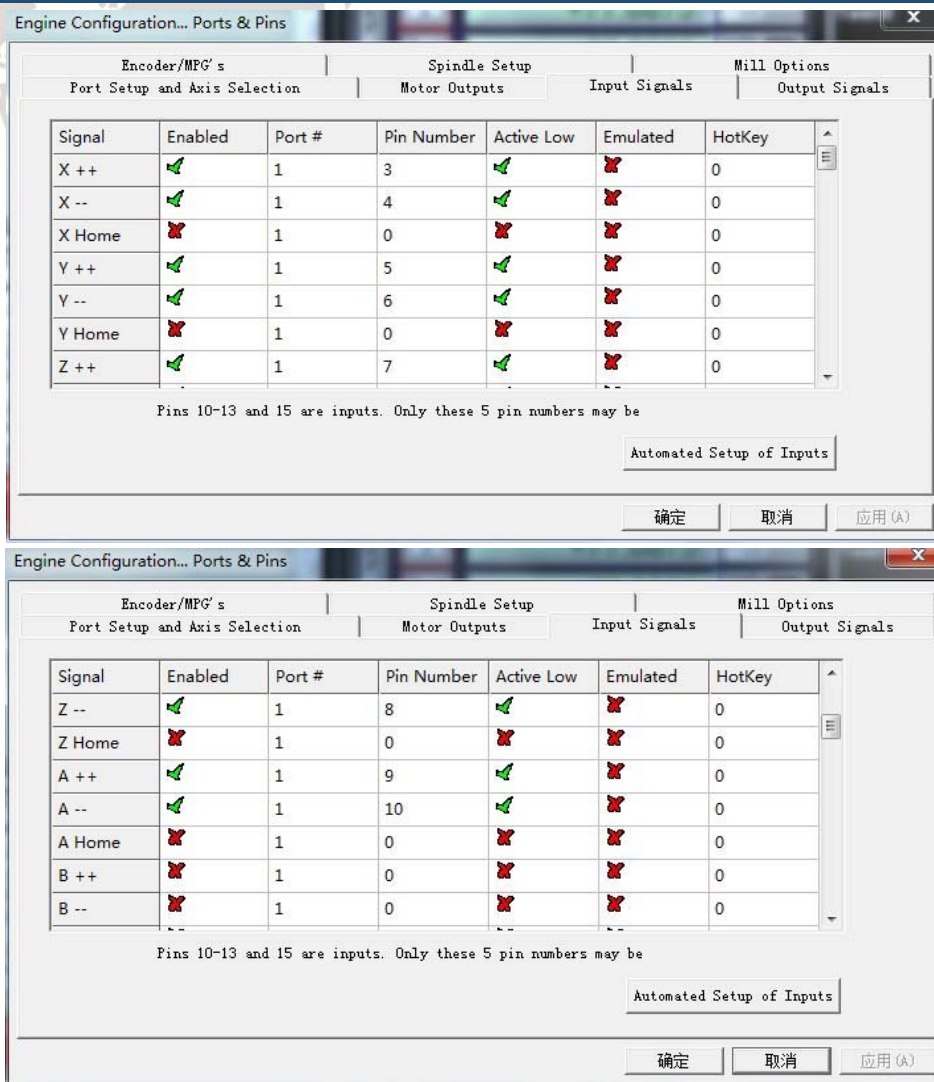 Engine Configuration... Ports & Pins
Encoder/MPG's Spindle Setup Mill Options
Port Setup and Axis Selection Motor Outputs Input Signals Output Signals
Signal Enabled Port # Pin Number Active Low Emulated HotKey
X ++ 1 3 0
X -- 1 4 0
X Home 1 0 0
Y ++ 1 5 0
Y -- 1 6 0
Y Home 1 0 0
Z ++ 1 7 0
Pins 10-13 and 15 are inputs. Only these 5 pin numbers may be
Automated Setup of Inputs
确定 取消 应用(A)
Engine Configuration... Ports & Pins
Encoder/MPG's Spindle Setup Mill Options
Port Setup and Axis Selection Motor Outputs Input Signals Output Signals
Signal Enabled Port # Pin Number Active Low Emulated HotKey
Z -- 1 8 0
Z Home 1 0 0
A ++ 1 9 0
A -- 1 10 0
A Home 1 0 0
B ++ 1 0 0
B -- 1 0 0
Pins 10-13 and 15 are inputs. Only these 5 pin numbers may be
Automated Setup of Inputs
确定 取消 应用(A)